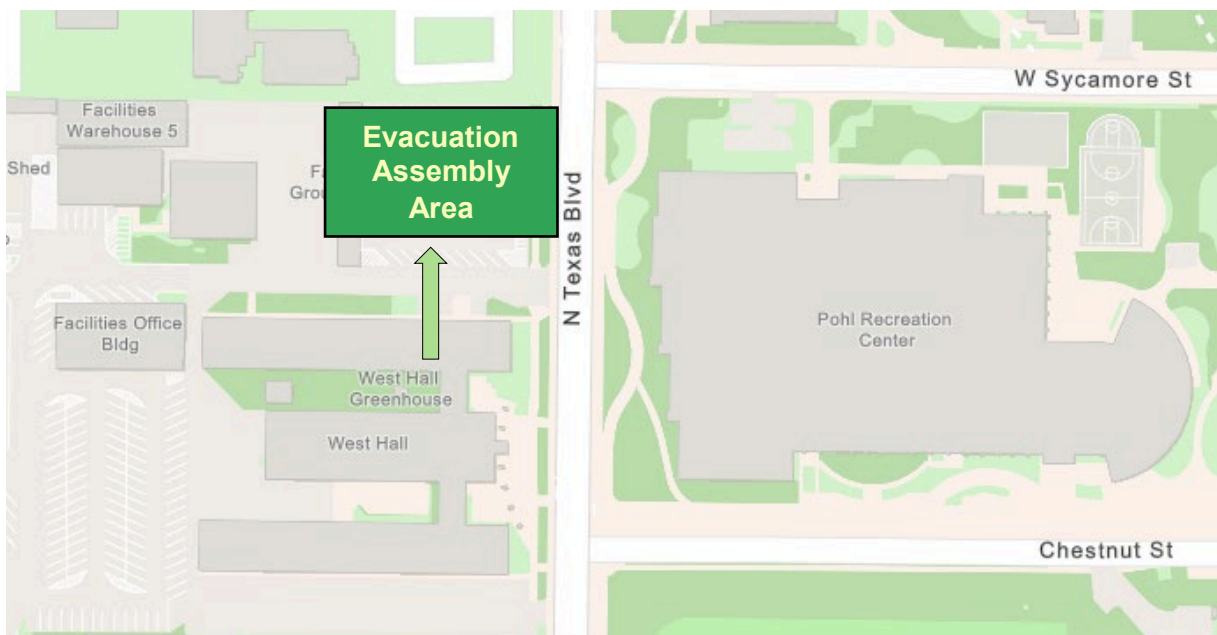 W Sycamore St
Facilities
Warehouse 5
Evacuation
Assembly
Area
Shed
N Texas Blvd
Facilities Office
Bldg
Pohl Recreation
Center
West Hall
Greenhouse
West Hall
Chestnut St